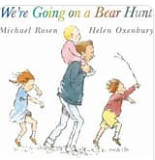 We're Going on a Bear Hunt
Michael Rosen Helen Oxenbury